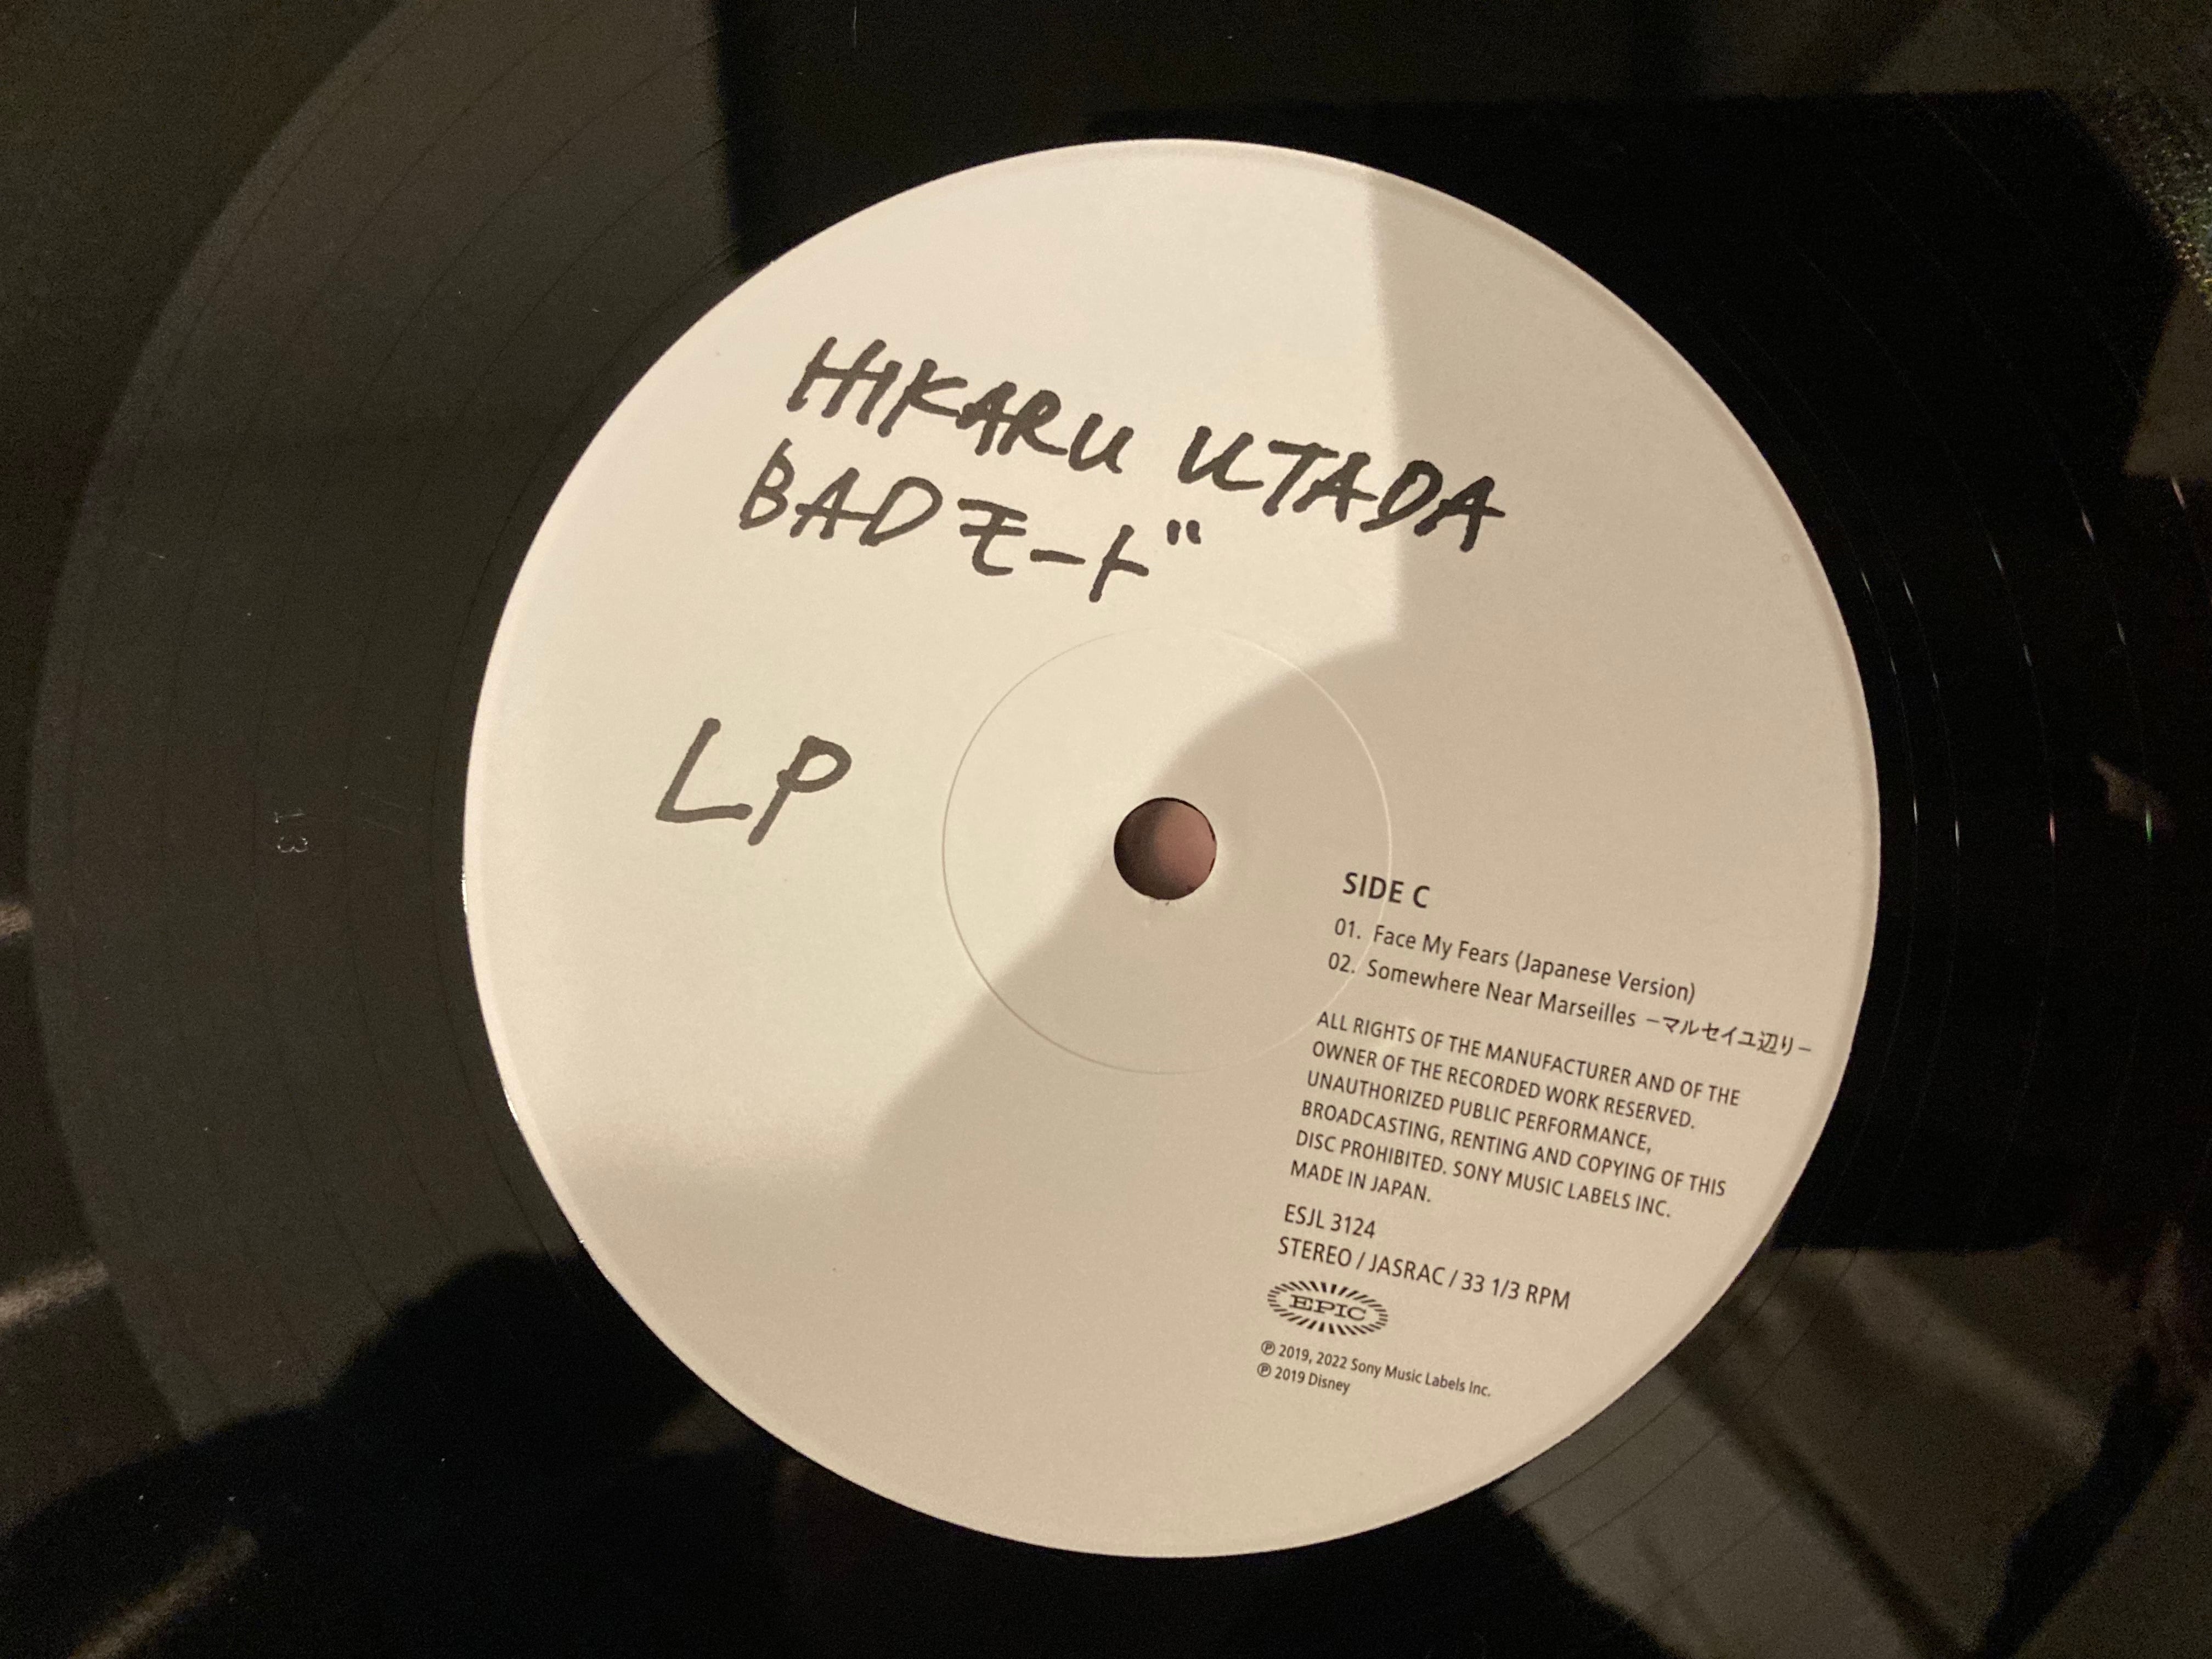 HIKARU UTADA
BADモード
LP
SIDE C
01. Face My Fears (Japanese Version)
02. Somewhere Near Marseilles −マルセイユ辺り−
ALL RIGHTS OF THE MANUFACTURER AND OF THE
OWNER OF THE RECORDED WORK RESERVED.
UNAUTHORIZED PUBLIC PERFORMANCE,
BROADCASTING, RENTING AND COPYING OF THIS
DISC PROHIBITED. SONY MUSIC LABELS INC.
MADE IN JAPAN.
ESJL 3124
STEREO / JASRAC / 33 1/3 RPM
EPIC
℗ 2019, 2022 Sony Music Labels Inc.
℗ 2019 Disney